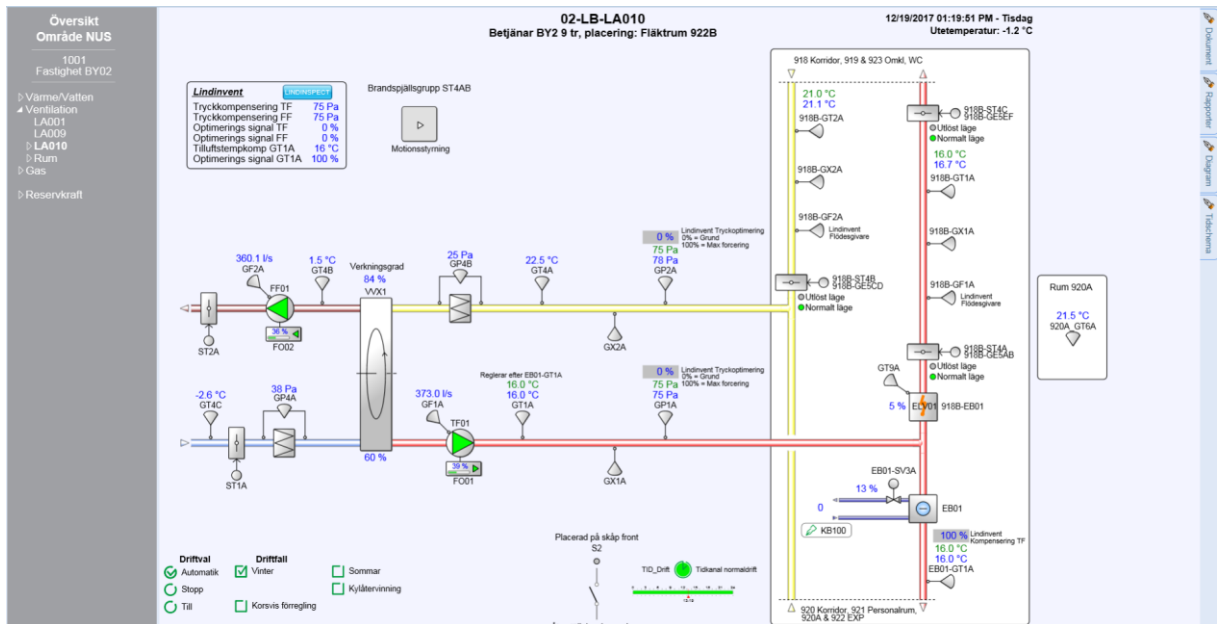 Översikt
Område NUS
1001
Fastighet BY02
Värme/Vatten
Ventilation
LA001
LA009
LA010
Rum
Gas
Reservkraft
02-LB-LA010
Betjänar BY2 9 tr, placering: Fläktrum 922B
12/19/2017 01:19:51 PM - Tisdag
Utetemperatur: -1.2 °C
Dokument
Rapporter
Diagram
Tidschema
Lindinvent LINDINSPECT
Tryckkompensering TF 75 Pa
Tryckkompensering FF 75 Pa
Optimerings signal TF 0 %
Optimerings signal FF 0 %
Tilluftstempkomp GT1A 16 °C
Optimerings signal GT1A 100 %
Brandspjällsgrupp ST4AB
Motionsstyrning
918 Korridor, 919 & 923 Omkl, WC
21.0 °C
21.1 °C
918B-GT2A
918B-GX2A
918B-GF2A
Lindinvent
Flödesgivare
918B-ST4B
918B-GE5CD
Utlöst läge
Normalt läge
918B-ST4C
918B-GE5EF
Utlöst läge
Normalt läge
16.0 °C
16.7 °C
918B-GT1A
918B-GX1A
918B-GF1A
Lindinvent
Flödesgivare
918B-ST4A
918B-GE5AB
Utlöst läge
Normalt läge
GT9A
5 % ELV01 918B-EB01
EB01-SV3A
13 %
0
EB01
KB100
100 % Lindinvent
Kompensering TF
16.0 °C
16.0 °C
EB01-GT1A
920 Korridor, 921 Personalrum,
920A & 922 EXP
Rum 920A
21.5 °C
920A_GT6A
360.1 l/s
GF2A
FF01
36 %
FO02
1.5 °C
GT4B
ST2A
Verkningsgrad
84 %
VVX1
60 %
25 Pa
GP4B
22.5 °C
GT4A
GX2A
0 % Lindinvent Tryckoptimering
0% = Grund
100% = Max forcering
75 Pa
78 Pa
GP2A
-2.6 °C
GT4C
ST1A
38 Pa
GP4A
373.0 l/s
GF1A
TF01
39 %
FO01
Reglerar efter EB01-GT1A
16.0 °C
16.0 °C
GT1A
GX1A
0 % Lindinvent Tryckoptimering
0% = Grund
100% = Max forcering
75 Pa
75 Pa
GP1A
Driftval Driftfall
Automatik Vinter Sommar
Stopp Kylåtervinning
Till Korsvis förregling
Placerad på skåp front
S2
TID_Drift Tidkanal normaldrift